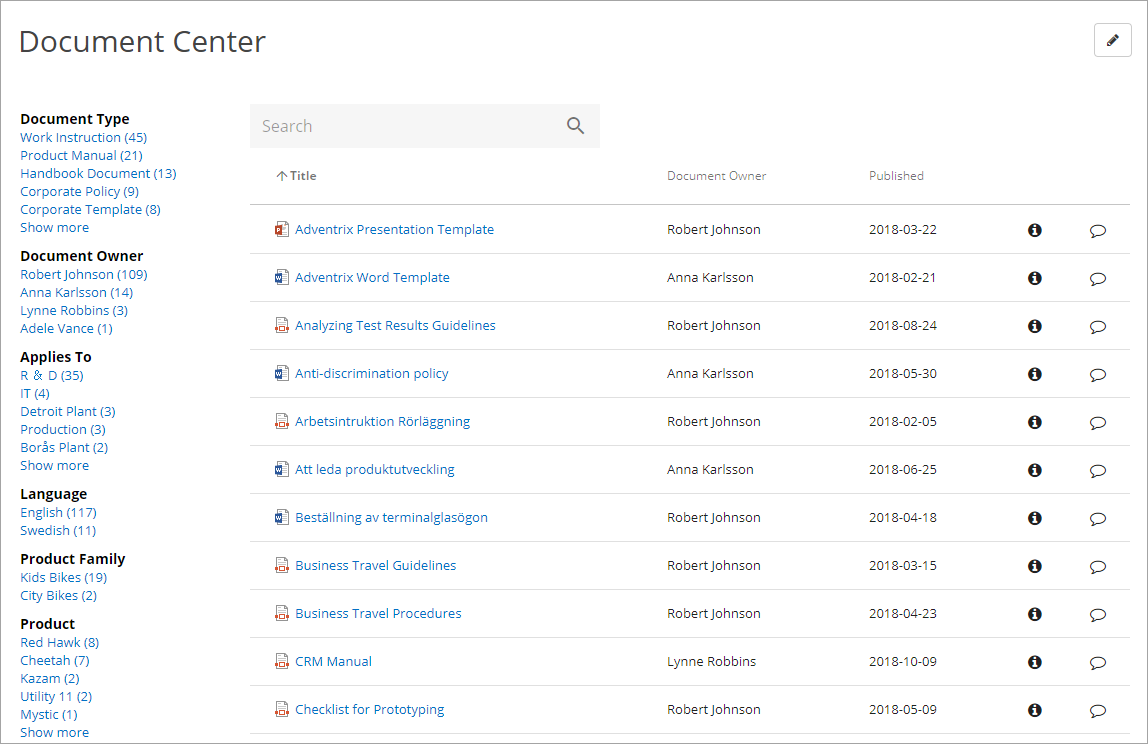 Document Center
Document Type
Work Instruction (45)
Product Manual (21)
Handbook Document (13)
Corporate Policy (9)
Corporate Template (8)
Show more
Document Owner
Robert Johnson (109)
Anna Karlsson (14)
Lynne Robbins (3)
Adele Vance (1)
Applies To
R & D (35)
IT (4)
Detroit Plant (3)
Production (3)
Borås Plant (2)
Show more
Language
English (117)
Swedish (11)
Product Family
Kids Bikes (19)
City Bikes (2)
Product
Red Hawk (8)
Cheetah (7)
Kazam (2)
Utility 11 (2)
Mystic (1)
Show more
Search
Title Document Owner Published
Adventrix Presentation Template Robert Johnson 2018-03-22
Adventrix Word Template Anna Karlsson 2018-02-21
Analyzing Test Results Guidelines Robert Johnson 2018-08-24
Anti-discrimination policy Anna Karlsson 2018-05-30
Arbetsintruktion Rörläggning Robert Johnson 2018-02-05
Att leda produktutveckling Anna Karlsson 2018-06-25
Beställning av terminalglasögon Robert Johnson 2018-04-18
Business Travel Guidelines Robert Johnson 2018-03-15
Business Travel Procedures Robert Johnson 2018-04-23
CRM Manual Lynne Robbins 2018-10-09
Checklist for Prototyping Robert Johnson 2018-05-09